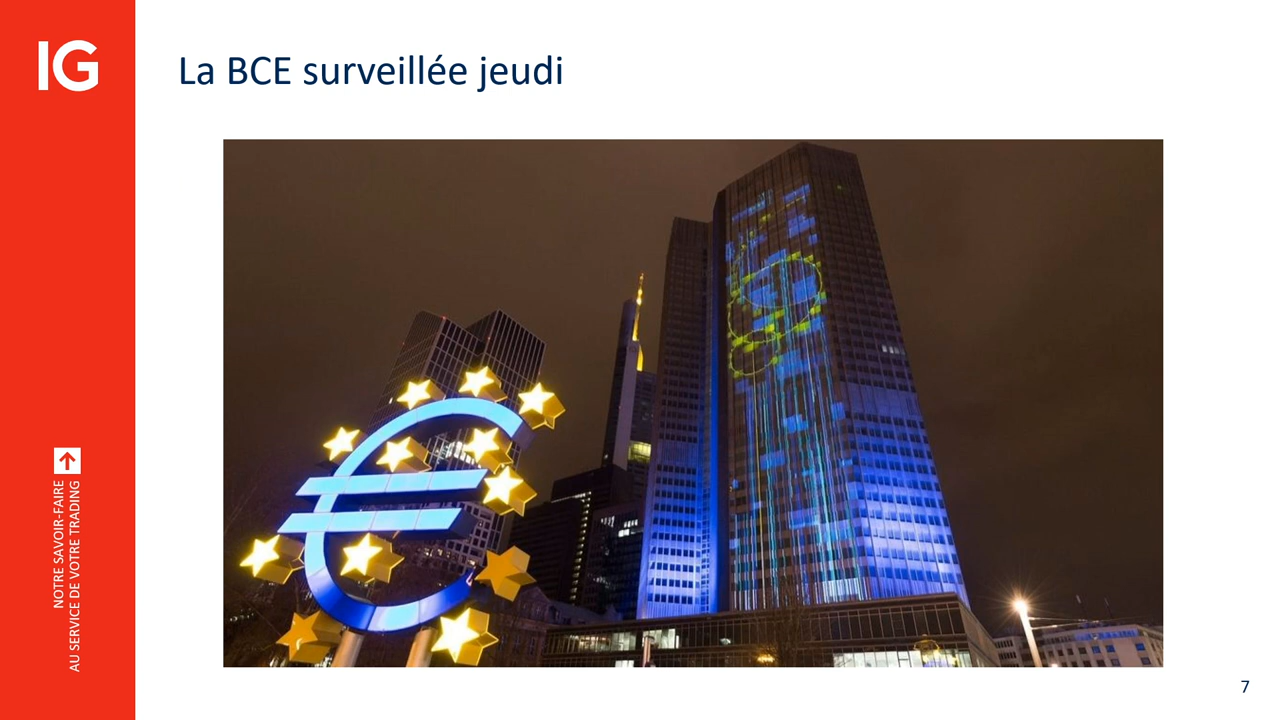 IG
La BCE surveillée jeudi
NOTRE SAVOIR-FAIRE
AU SERVICE DE VOTRE TRADING
7